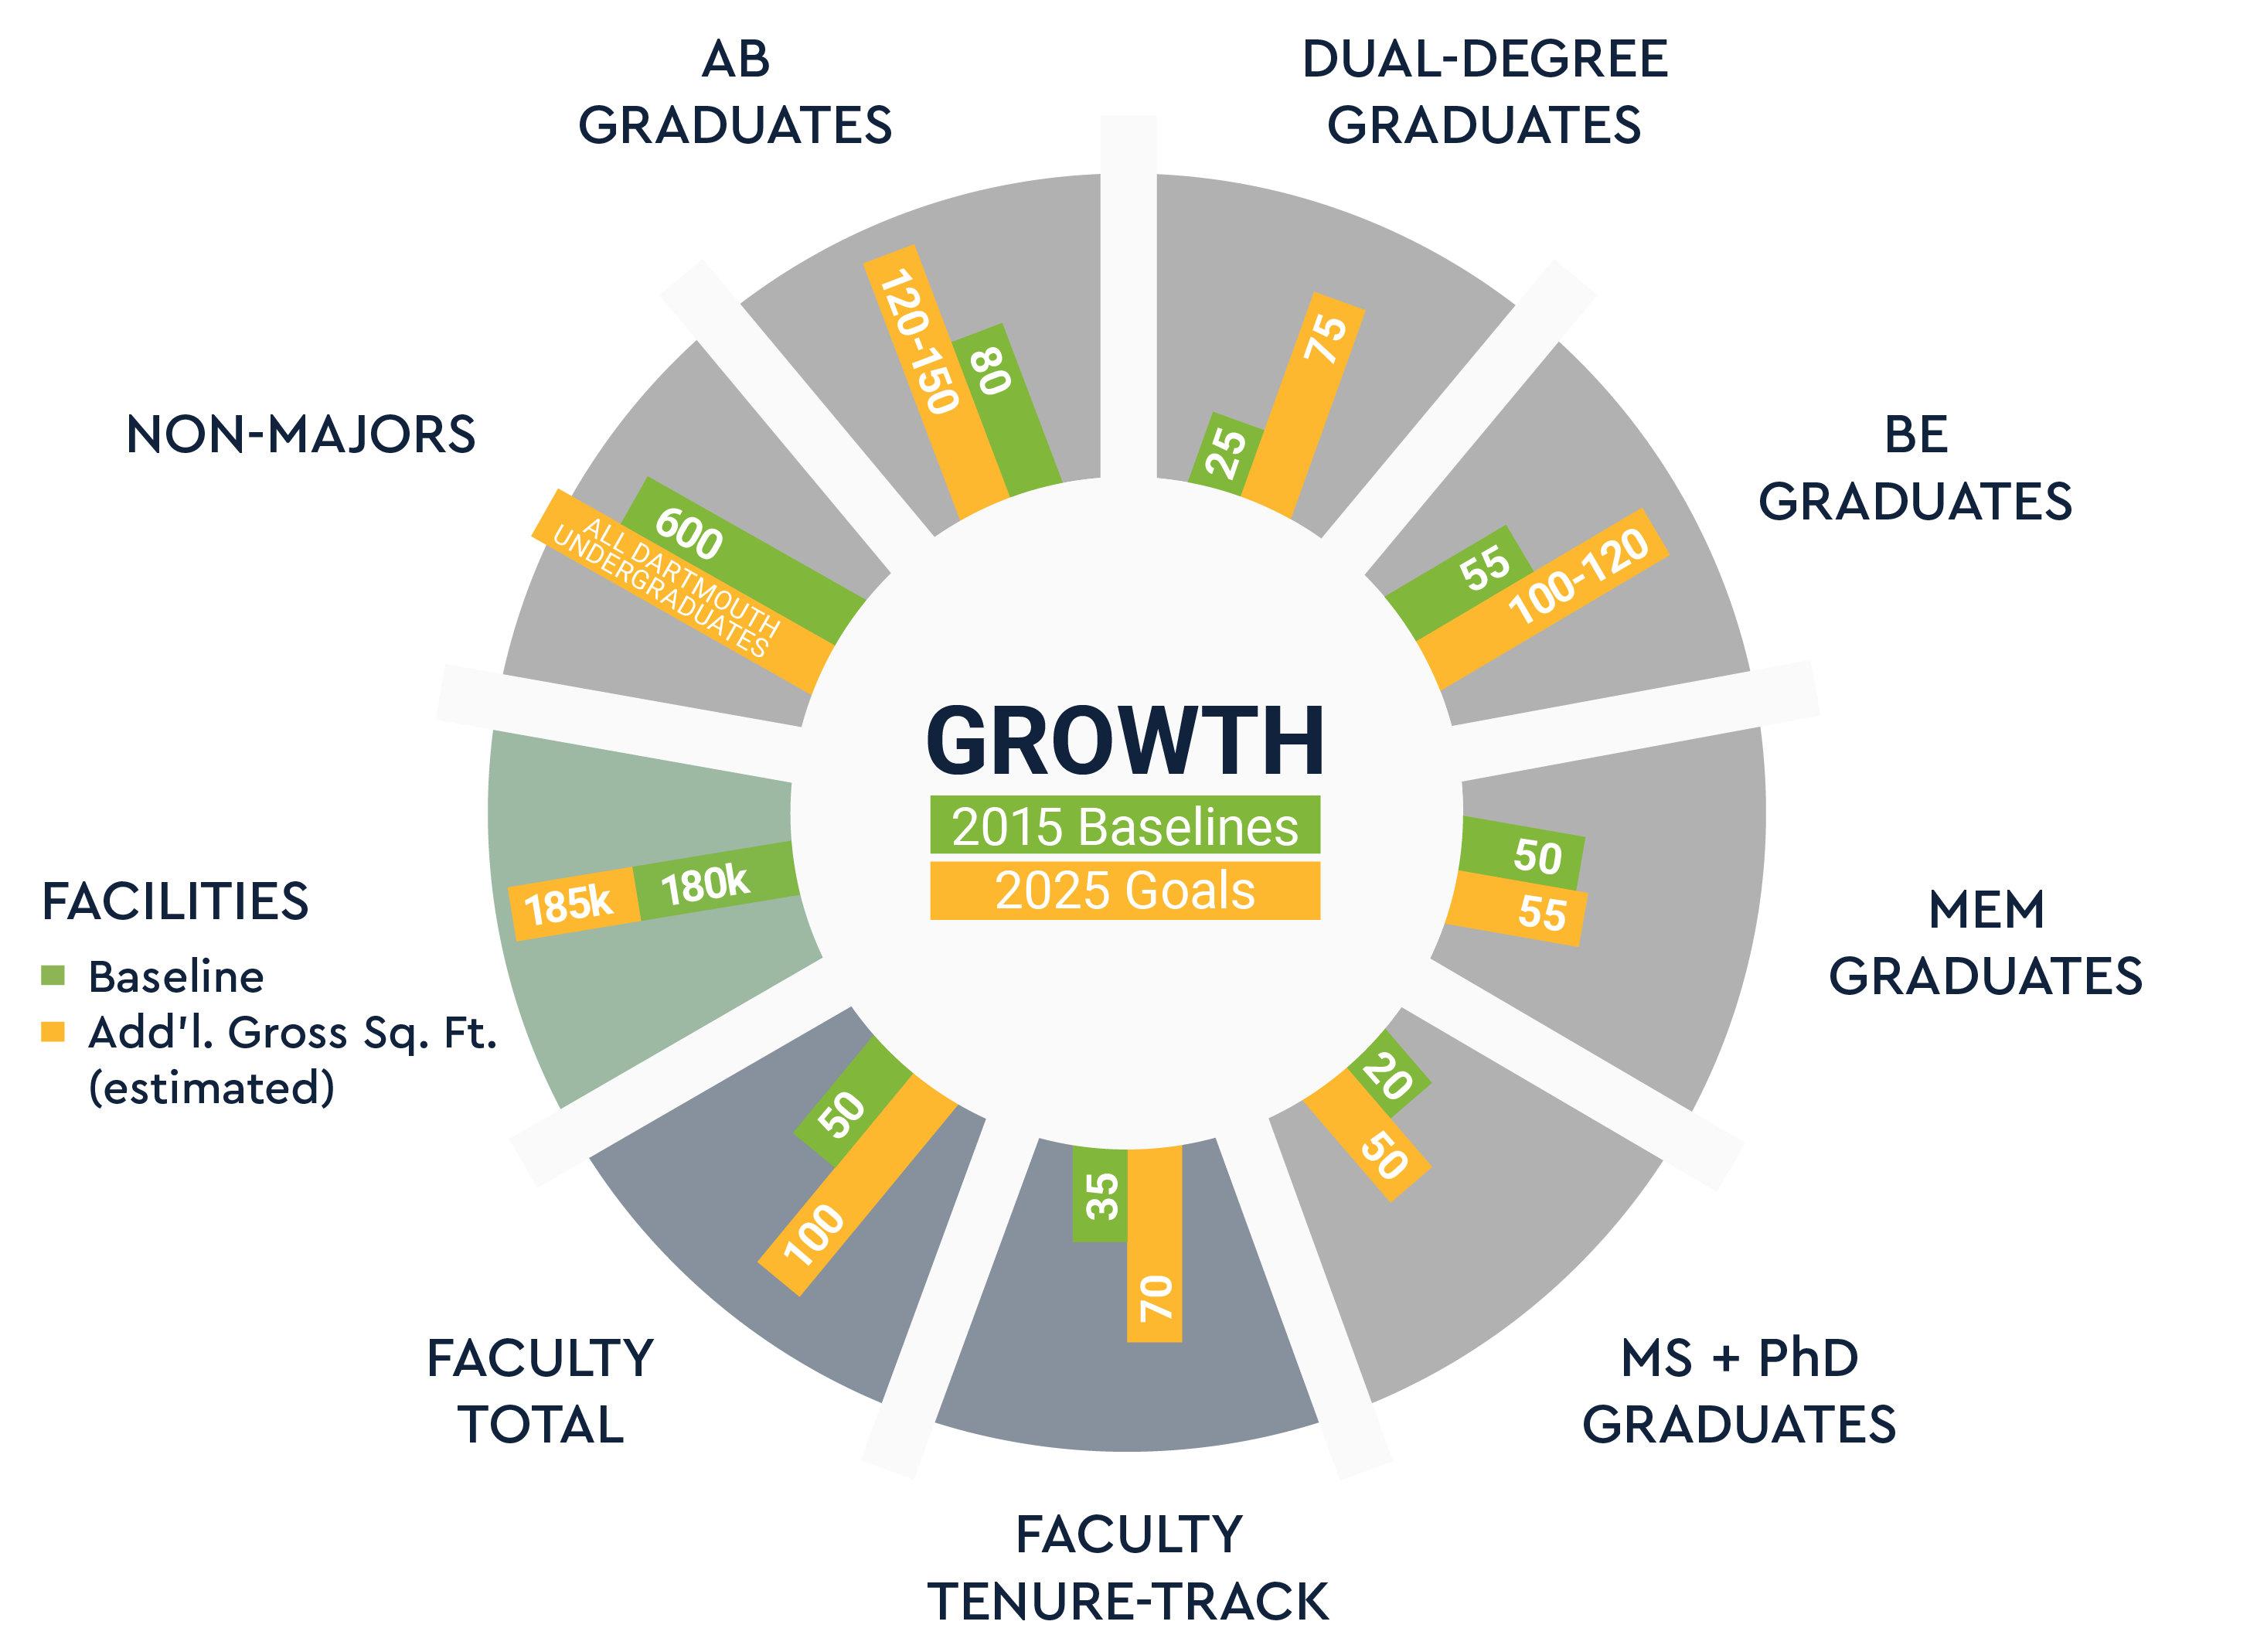 AB
GRADUATES
120-150
80
DUAL-DEGREE
GRADUATES
25
75
BE
GRADUATES
55
100-120
MEM
GRADUATES
50
55
MS + PhD
GRADUATES
20
50
FACULTY
TENURE-TRACK
35
70
FACULTY
TOTAL
50
100
FACILITIES
Baseline
Add'l. Gross Sq. Ft.
(estimated)
185k
180k
NON-MAJORS
600
ALL DARTMOUTH
UNDERGRADUATES
GROWTH
2015 Baselines
2025 Goals